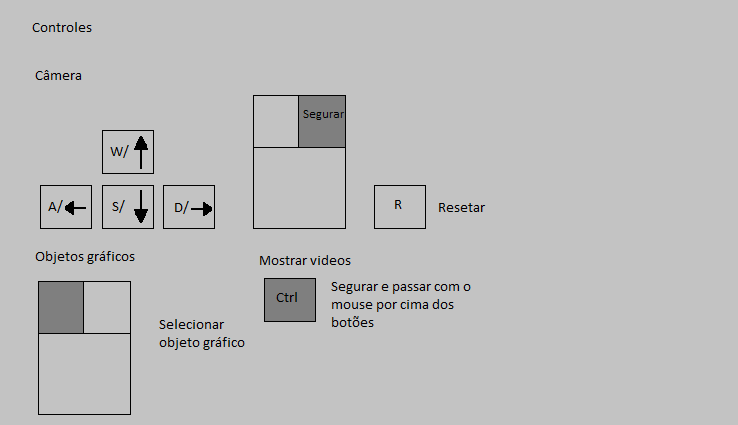 Controles
Câmera
Segurar
W/
A/
S/
D/
R
Resetar
Objetos gráficos
Mostrar videos
Ctrl
Segurar e passar com o
mouse por cima dos
botões
Selecionar
objeto gráfico